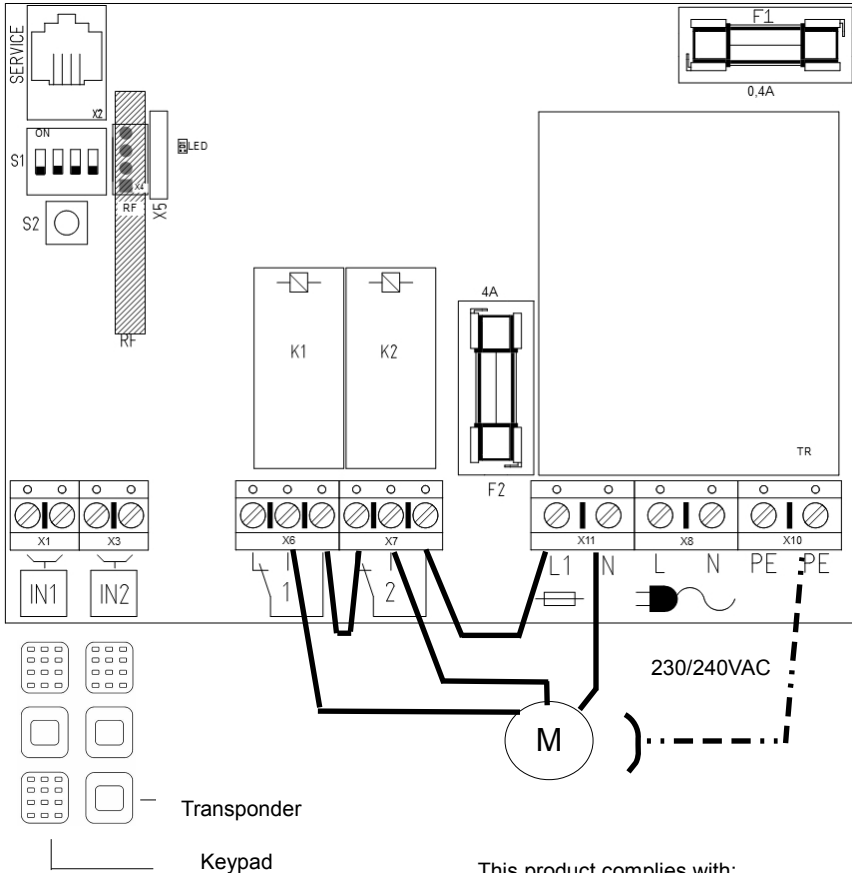 SERVICE
X2
F1
0,4A
ON
S1
X4
RF
X5
LED
S2
RF
K1
K2
4A
F2
TR
X1
X3
X6
X7
X11
X8
X10
IN1
IN2
1
2
L1
N
L
N
PE
PE
230/240VAC
M
Transponder
Keypad
This product complies with: